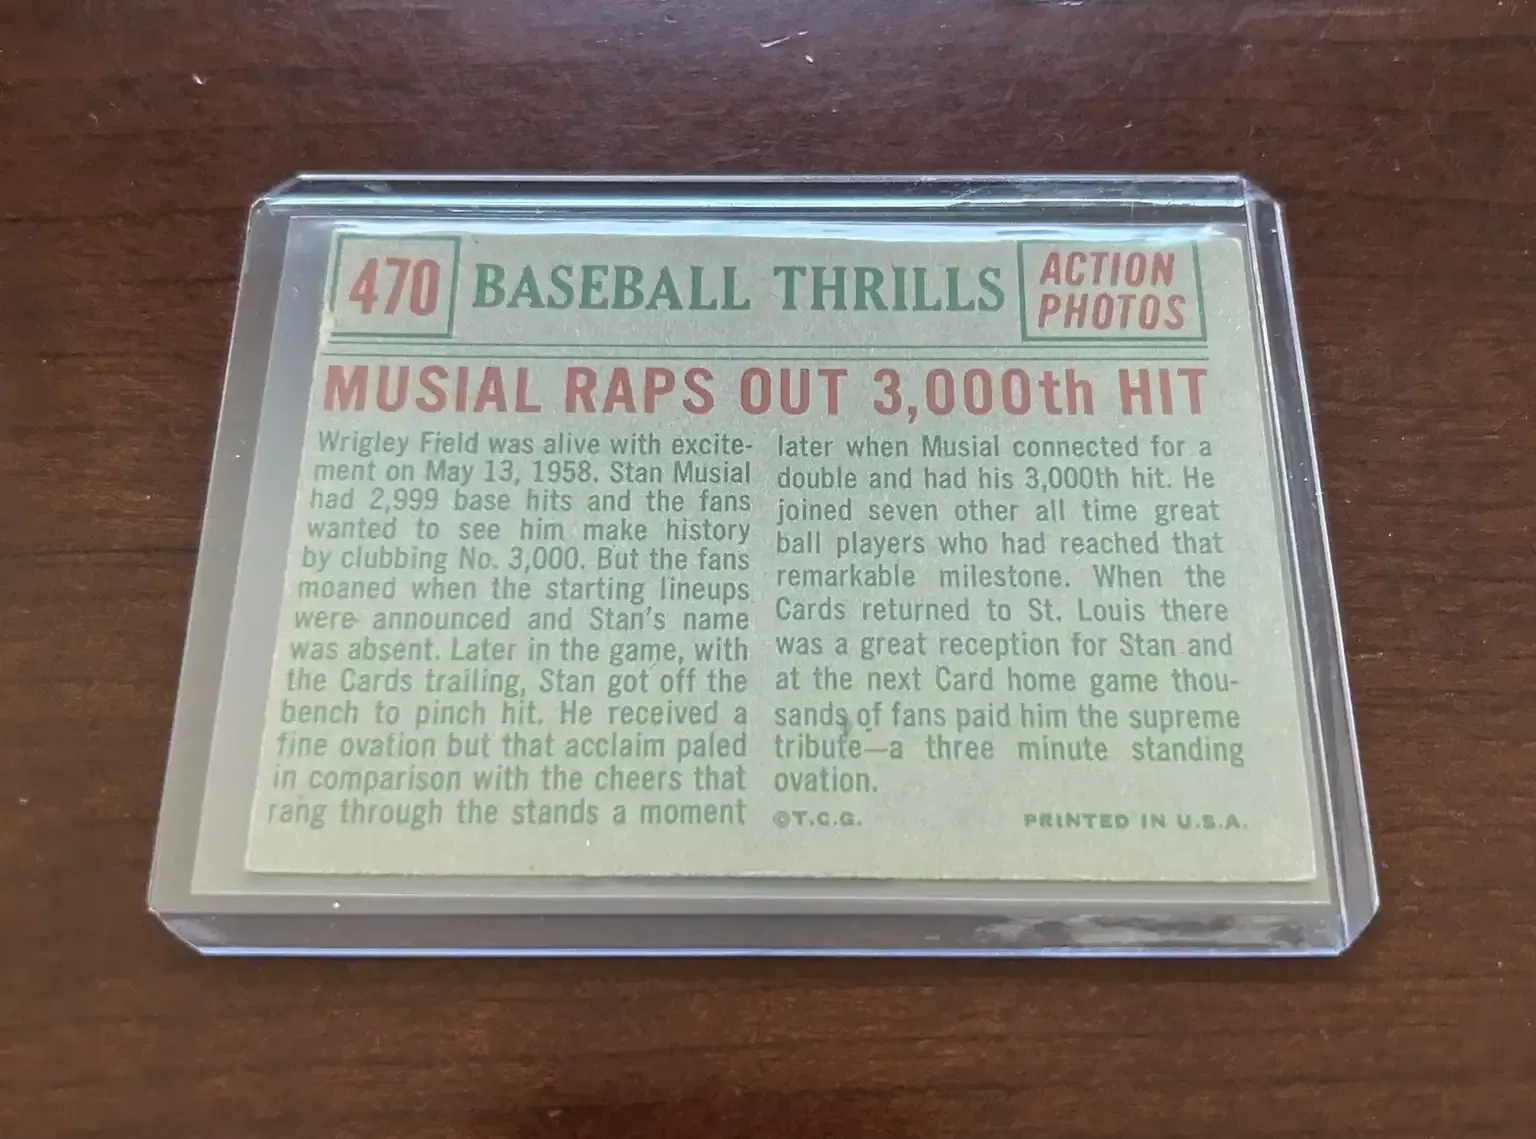 470 BASEBALL THRILLS ACTION PHOTOS
MUSIAL RAPS OUT 3,000th HIT
Wrigley Field was alive with excite-
ment on May 13, 1958. Stan Musial
had 2,999 base hits and the fans
wanted to see him make history
by clubbing No. 3,000. But the fans
moaned when the starting lineups
were announced and Stan's name
was absent. Later in the game, with
the Cards trailing, Stan got off the
bench to pinch hit. He received a
fine ovation but that acclaim paled
in comparison with the cheers that
rang through the stands a moment
later when Musial connected for a
double and had his 3,000th hit. He
joined seven other all time great
ball players who had reached that
remarkable milestone. When the
Cards returned to St. Louis there
was a great reception for Stan and
at the next Card home game thou-
sands of fans paid him the supreme
tribute—a three minute standing
ovation.
©T.C.G. PRINTED IN U.S.A.